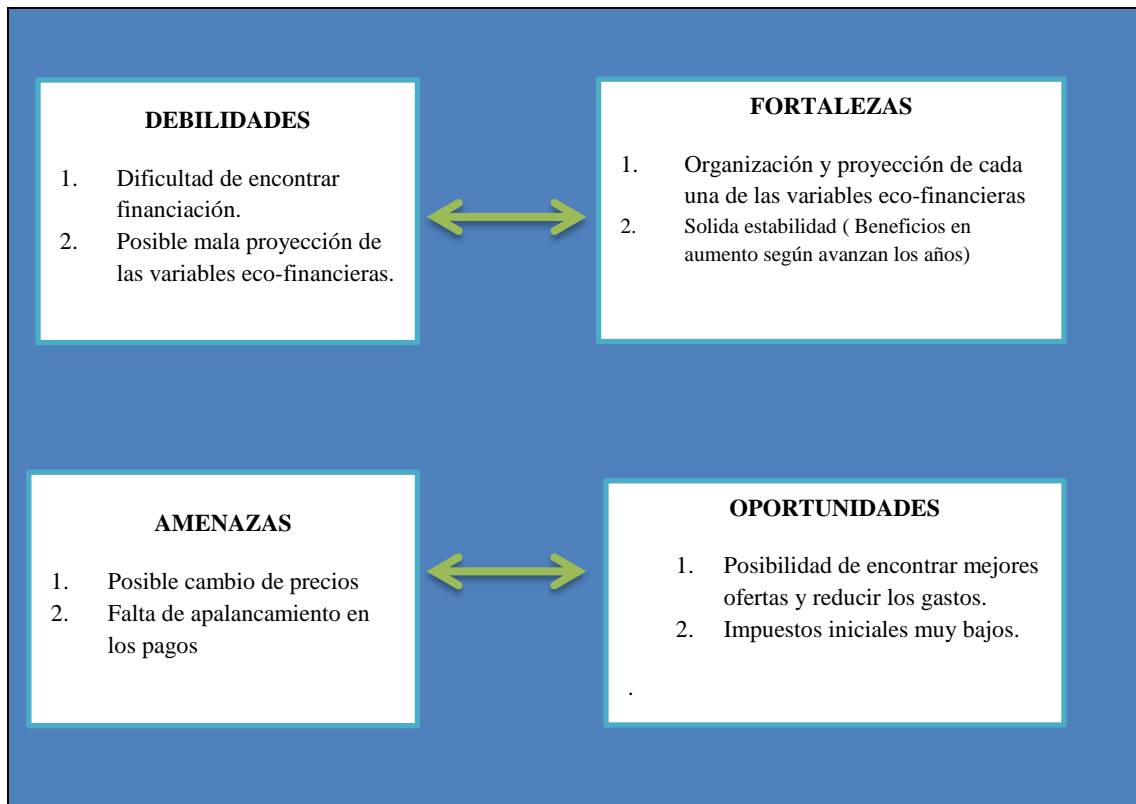 DEBILIDADES
1. Dificultad de encontrar
financiación.
2. Posible mala proyección de
las variables eco-financieras.
FORTALEZAS
1. Organización y proyección de cada
una de las variables eco-financieras
2. Solida estabilidad ( Beneficios en
aumento según avanzan los años)
AMENAZAS
1. Posible cambio de precios
2. Falta de apalancamiento en
los pagos
OPORTUNIDADES
1. Posibilidad de encontrar mejores
ofertas y reducir los gastos.
2. Impuestos iniciales muy bajos.
.